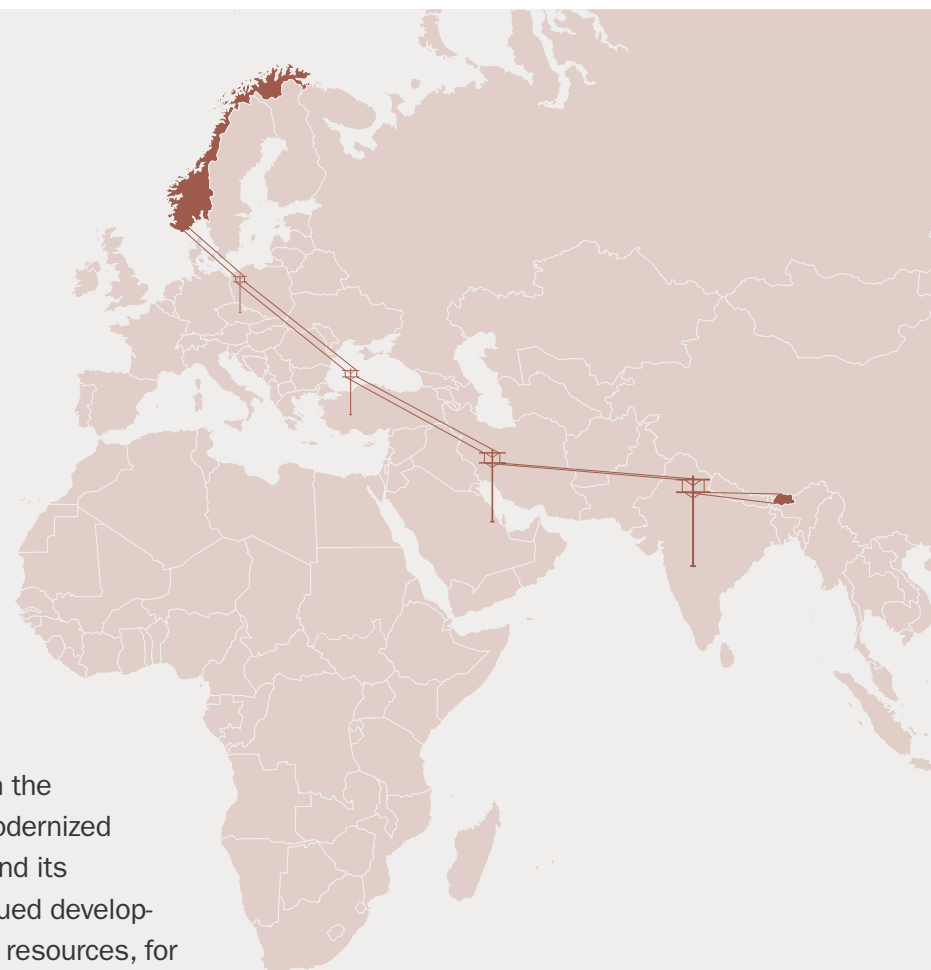 n the
odernized
nd its
ued develop-
resources, for